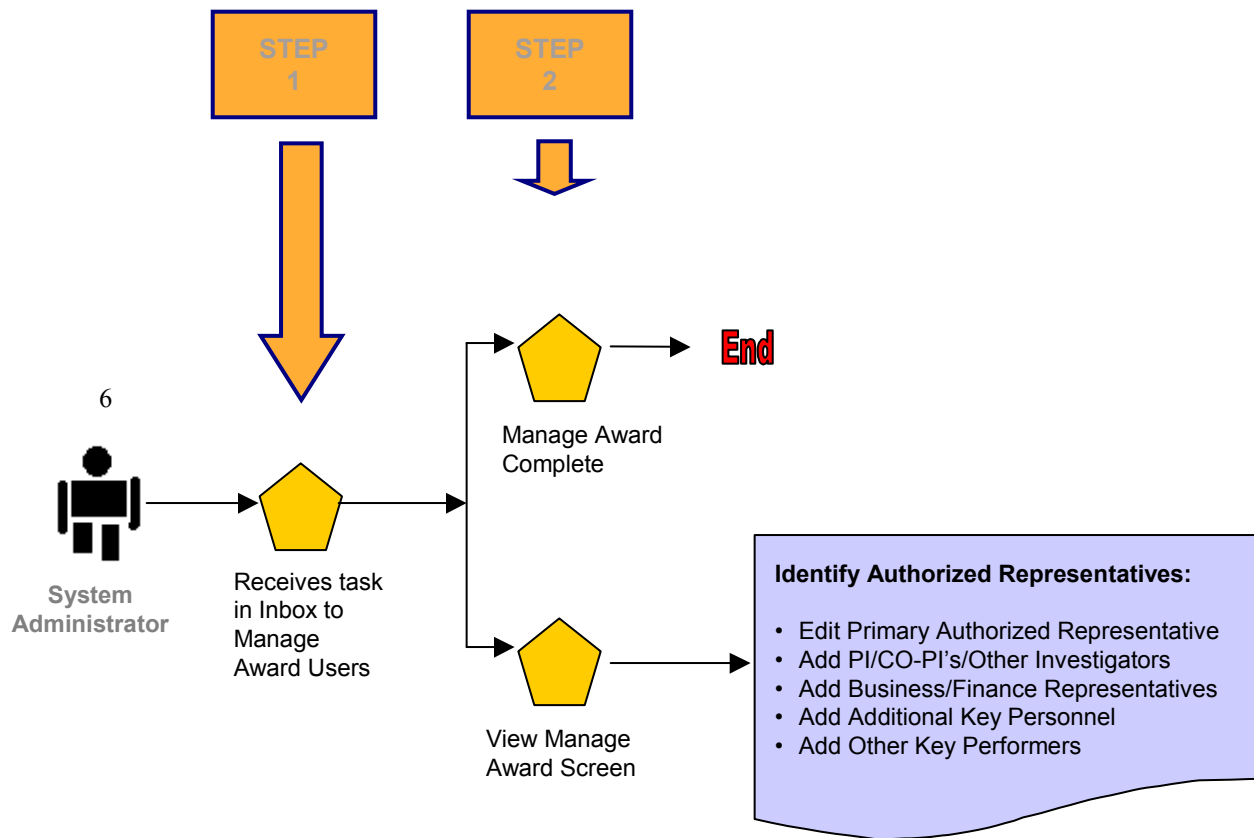 STEP
1
STEP
2
End
6
Manage Award
Complete
System
Administrator
Receives task
in Inbox to
Manage
Award Users
View Manage
Award Screen
Identify Authorized Representatives:
• Edit Primary Authorized Representative
• Add PI/CO-PI's/Other Investigators
• Add Business/Finance Representatives
• Add Additional Key Personnel
• Add Other Key Performers